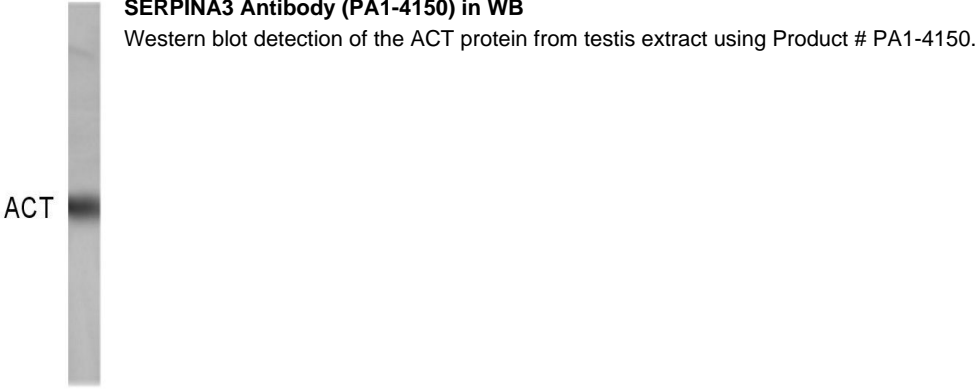 SERPINA3 Antibody (PA1-4150) in WB
Western blot detection of the ACT protein from testis extract using Product # PA1-4150.
ACT